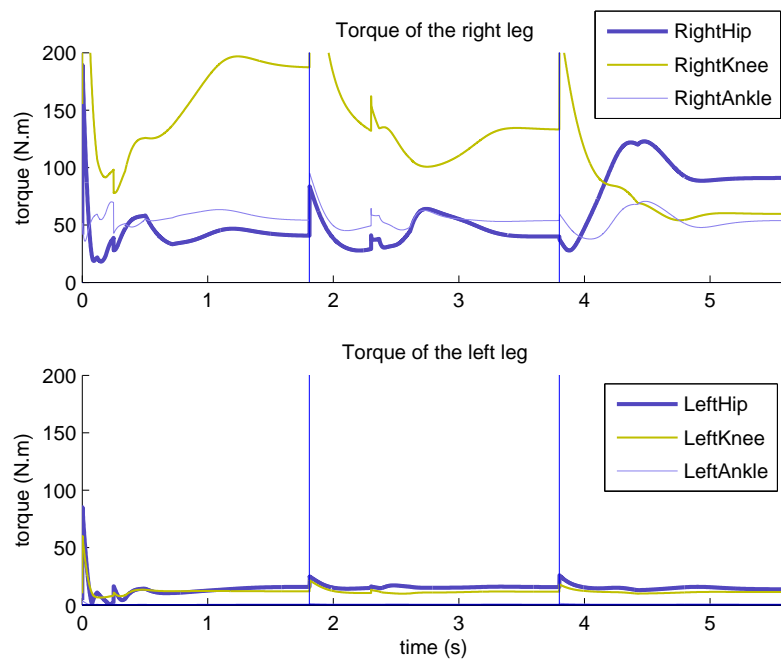 Torque of the right leg
RightHip
RightKnee
RightAnkle
torque (N.m)
200
150
100
50
0
0 1 2 3 4 5
Torque of the left leg
LeftHip
LeftKnee
LeftAnkle
torque (N.m)
200
150
100
50
0
0 1 2 3 4 5
time (s)